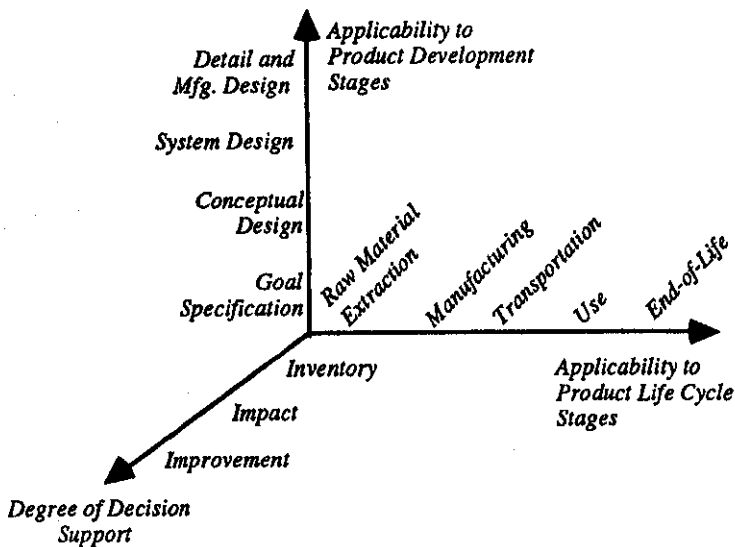 Applicability to
Product Development
Stages
Detail and
Mfg. Design
System Design
Conceptual
Design
Goal
Specification
Raw Material
Extraction
Manufacturing
Transportation
Use
End-of-Life
Applicability to
Product Life Cycle
Stages
Inventory
Impact
Improvement
Degree of Decision
Support